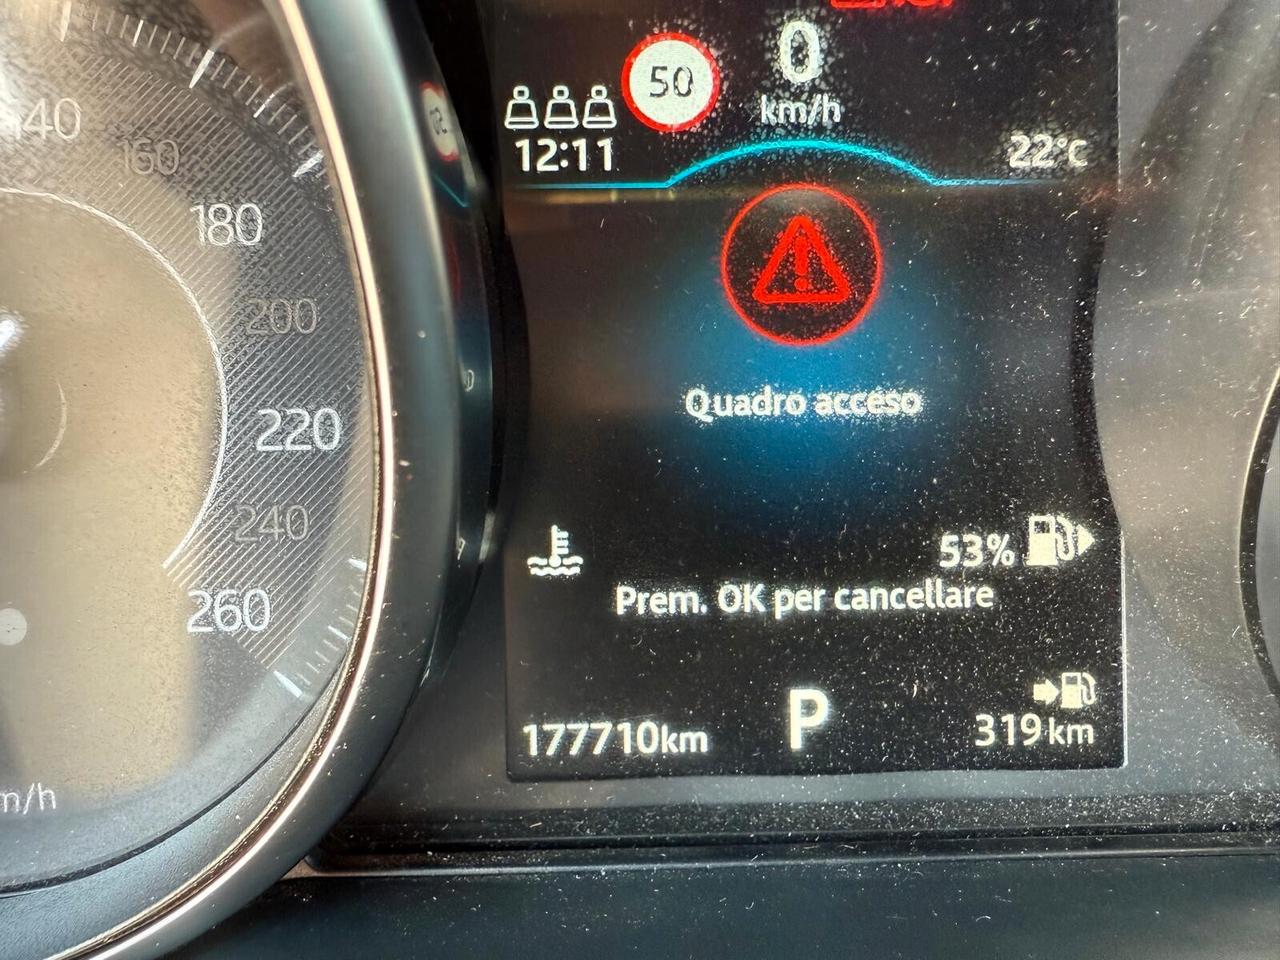 0
50
km/h
12:11
22°C
140
160
180
200
220
240
260
Quadro acceso
53%
Prem. OK per cancellare
177710km
P
319km
m/h